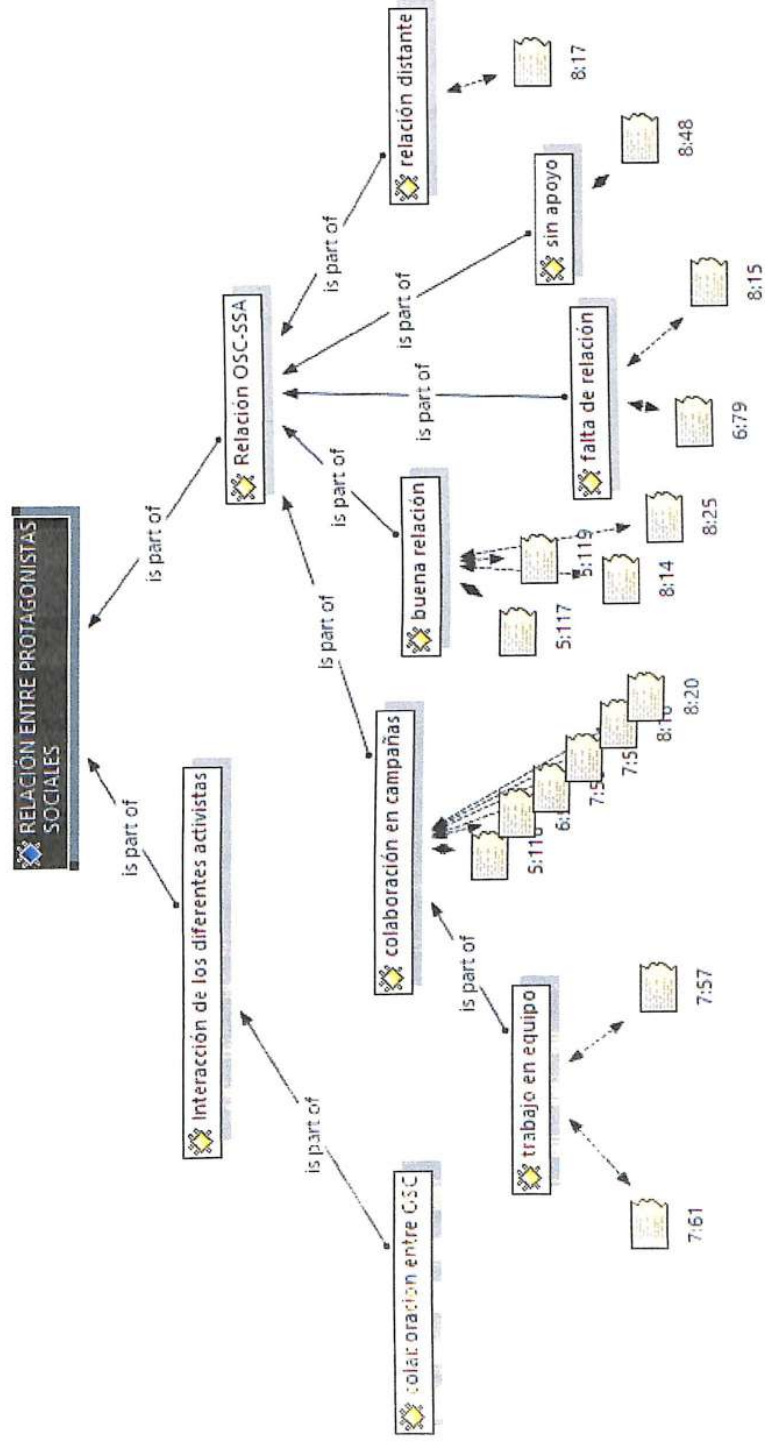 RELACIÓN ENTRE PROTAGONISTAS
SOCIALES
is part of
is part of
Interacción de los diferentes activistas
Relación OSC-SSA
is part of
is part of
is part of
is part of
is part of
is part of
entre
colaboración en campañas
buena relación
relación distante
is part of
trabajo en equipo
falta de relación
sin apoyo
5:117
5:119
8:14
8:25
6:79
8:15
8:48
8:17
8:20
7:61
7:57